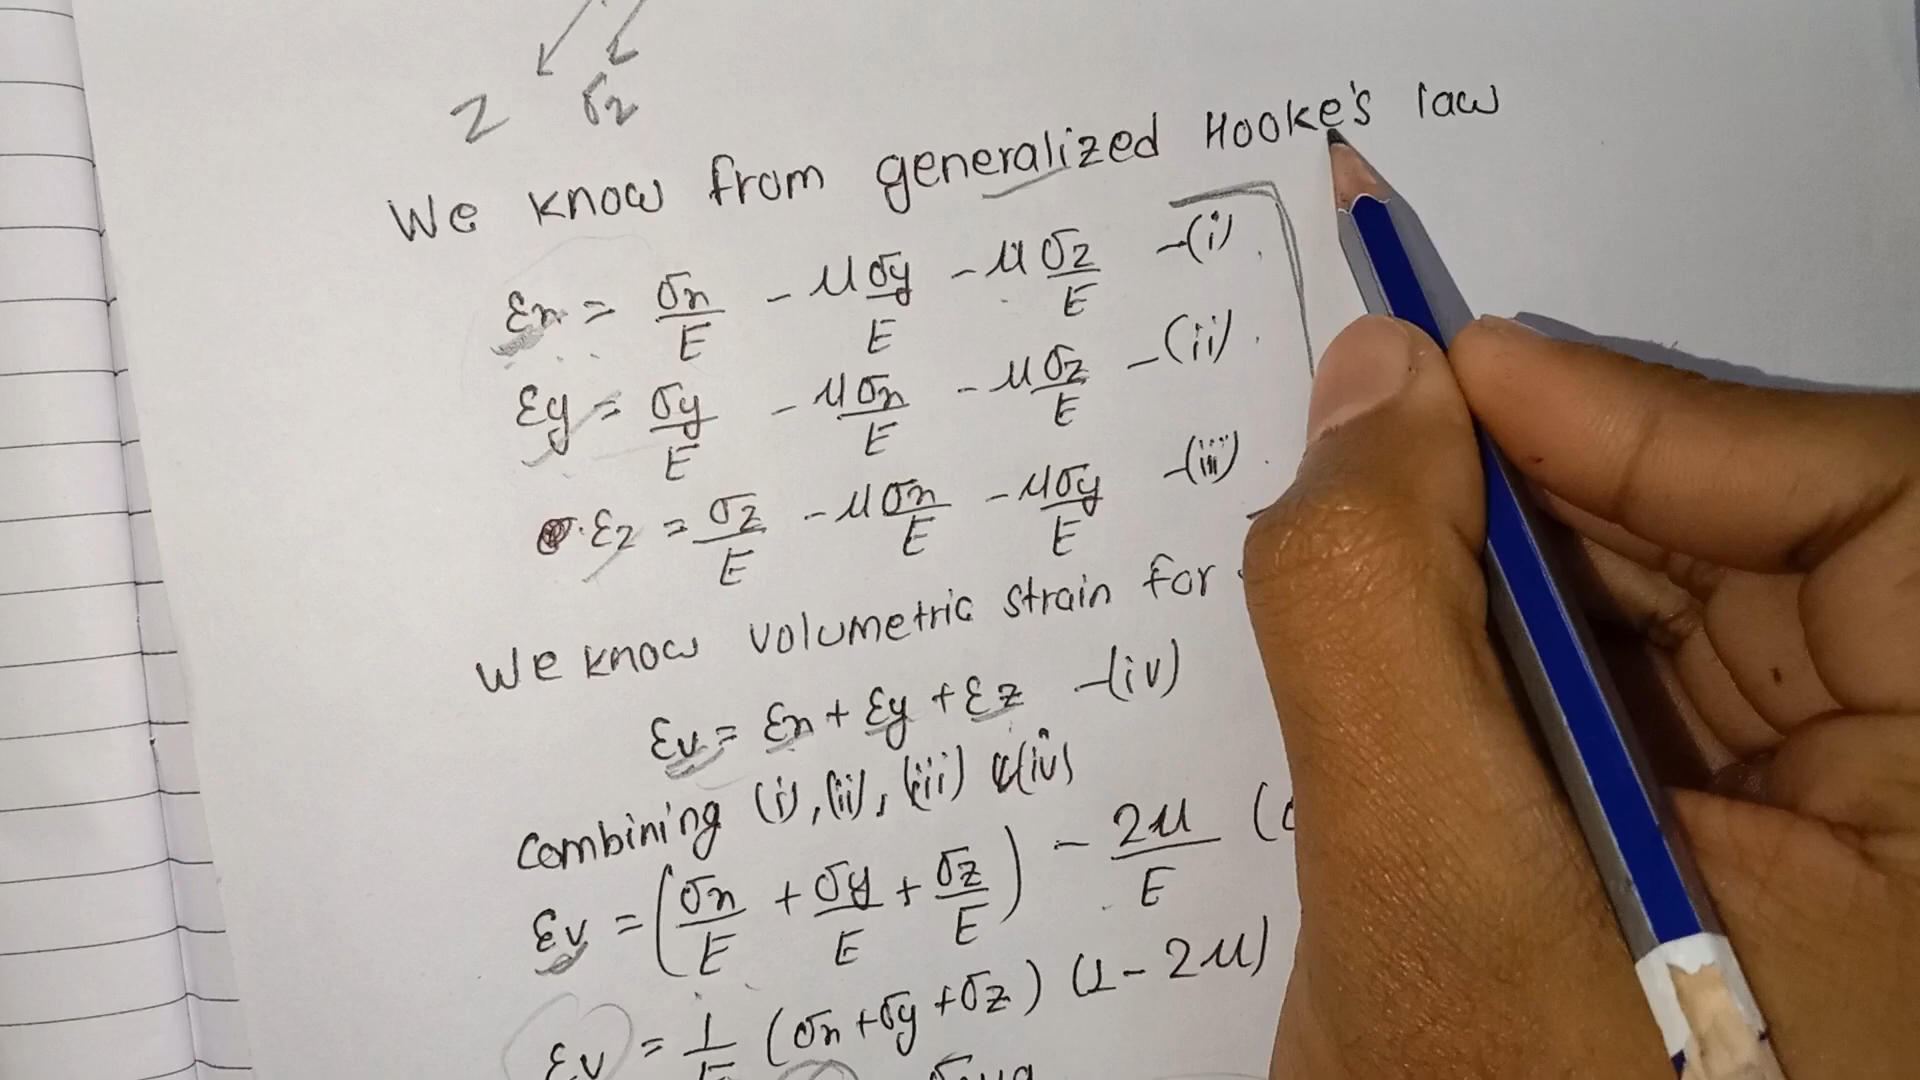 Z σz
We know from generalized Hooke's law
εx = σx/E - μσy/E - μσz/E -(i)
εy = σy/E - μσx/E - μσz/E -(ii)
εz = σz/E - μσx/E - μσy/E -(iii)
We know volumetric strain for
εv = εx + εy + εz -(iv)
Combining (i), (ii), (iii) & (iv)
εv = (σx/E + σy/E + σz/E) - 2μ/E (
εv = 1/E (σx + σy + σz) (1 - 2μ)